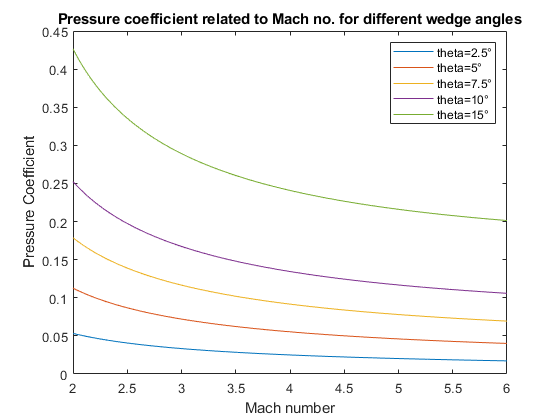 Pressure coefficient related to Mach no. for different wedge angles
0.45
0.4
0.35
0.3
0.25
0.2
0.15
0.1
0.05
0
Pressure Coefficient
theta=2.5°
theta=5°
theta=7.5°
theta=10°
theta=15°
2 2.5 3 3.5 4 4.5 5 5.5 6
Mach number